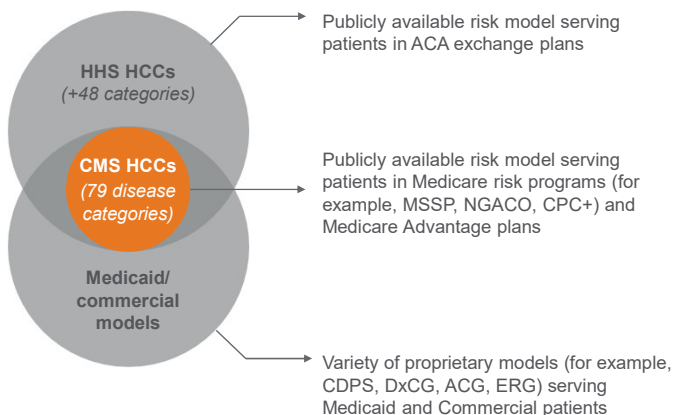 Publicly available risk model serving
patients in ACA exchange plans
HHS HCCs
(+48 categories)
CMS HCCs
(79 disease
categories)
Publicly available risk model serving
patients in Medicare risk programs (for
example, MSSP, NGACO, CPC+) and
Medicare Advantage plans
Medicaid/
commercial
models
Variety of proprietary models (for example,
CDPS, DxCG, ACG, ERG) serving
Medicaid and Commercial patients